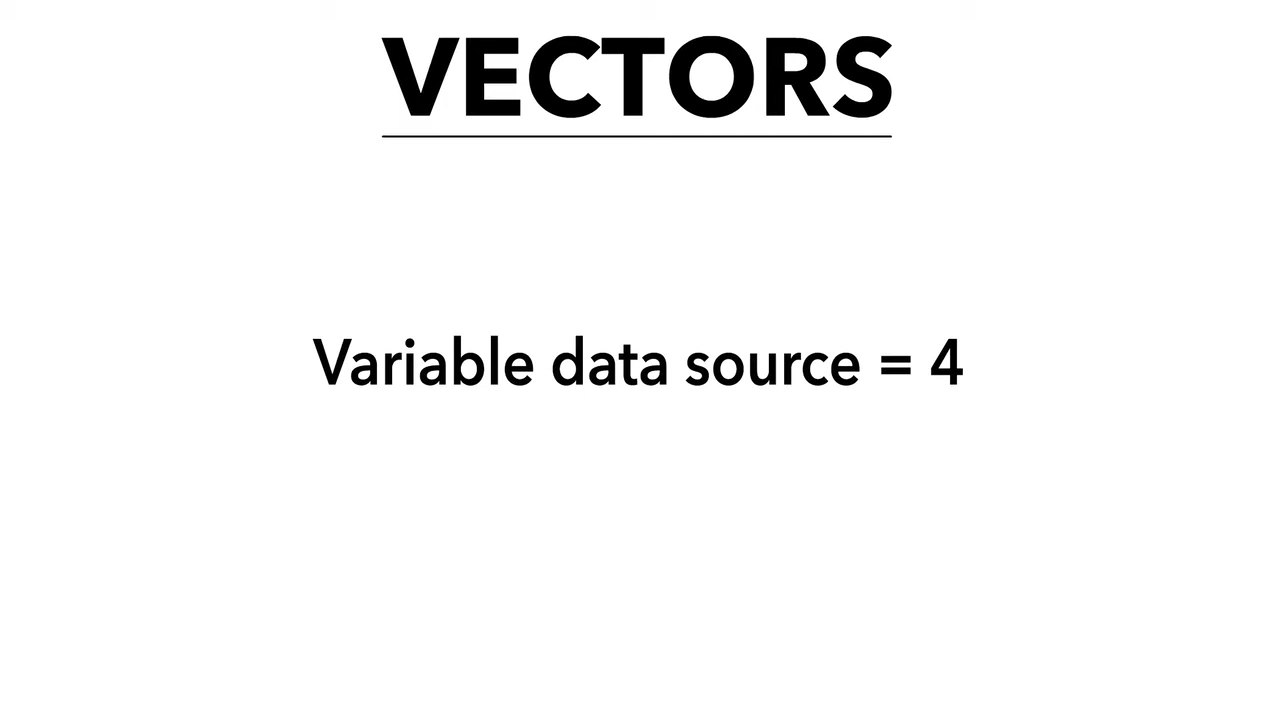 VECTORS
Variable data source = 4